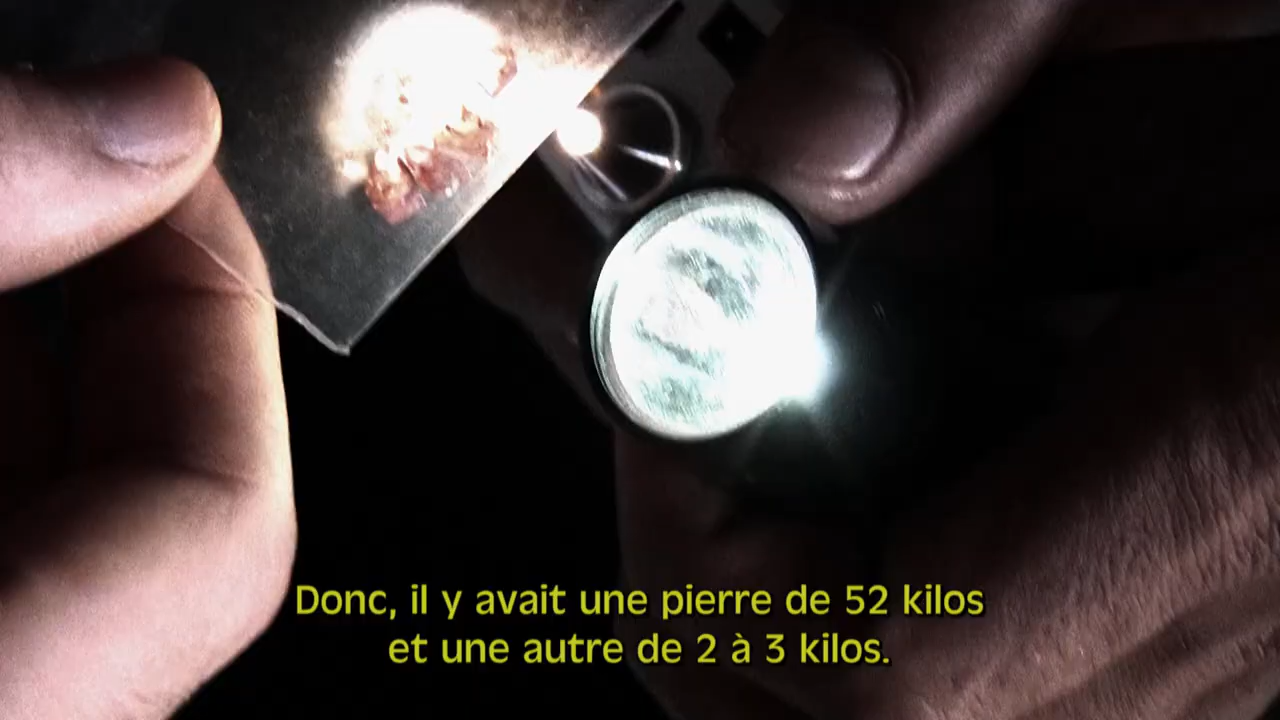 Donc, il y avait une pierre de 52 kilos
et une autre de 2 à 3 kilos.